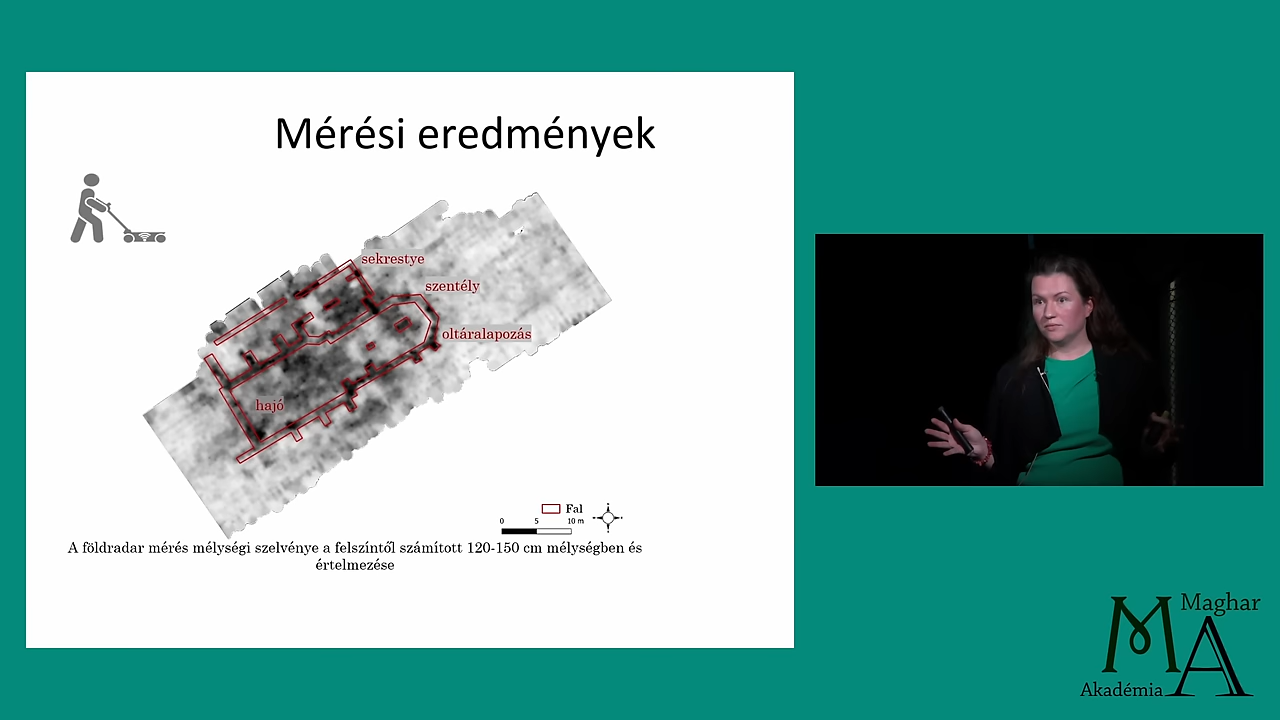 Mérési eredmények
sekrestye
szentély
oltáralapozás
hajó
Fal
0 5 10 m
A földradar mérés mélységi szelvénye a felszíntől számított 120-150 cm mélységben és
értelmezése
Maghar
MA
Akadémia